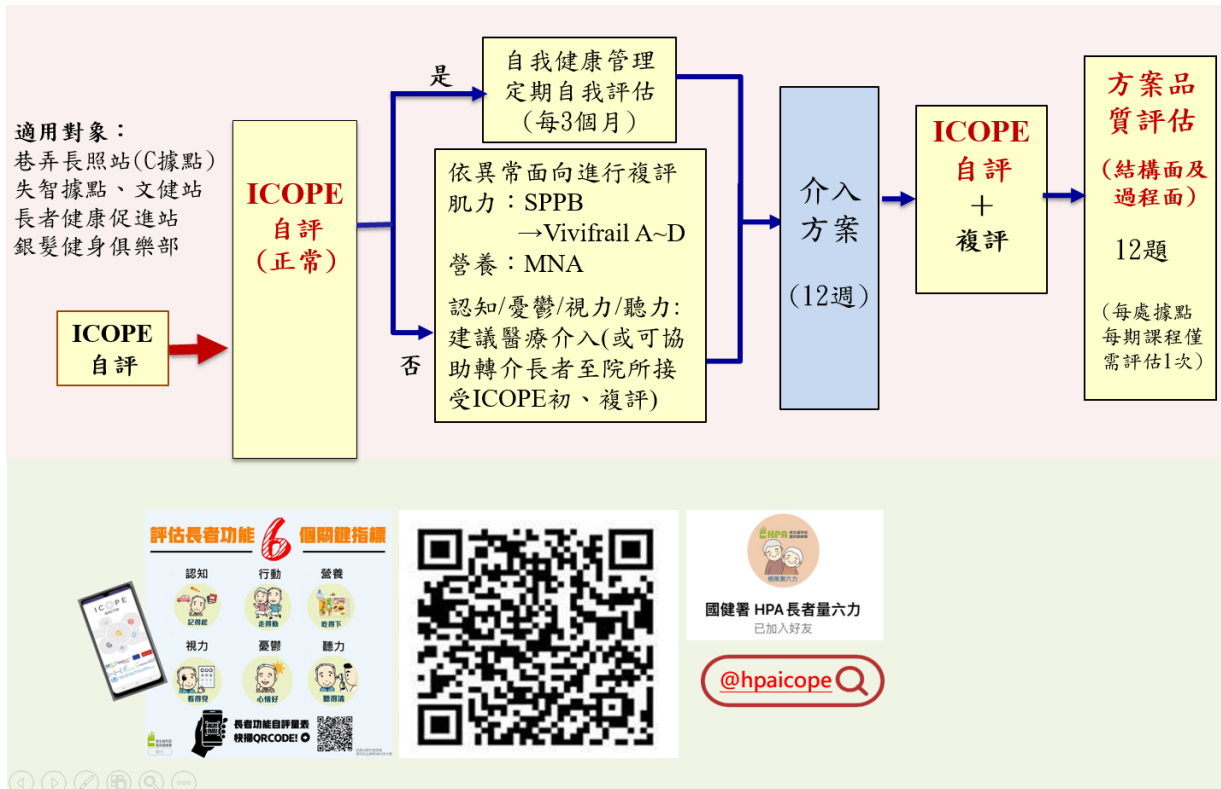 適用對象：
巷弄長照站(C據點)
失智據點、文健站
長者健康促進站
銀髮健身俱樂部
ICOPE
自評
ICOPE
自評
(正常)
是
自我健康管理
定期自我評估
(每3個月)
否
依異常面向進行複評
肌力：SPPB
→Vivifrail A~D
營養：MNA
認知/憂鬱/視力/聽力:
建議醫療介入(或可協
助轉介長者至院所接
受ICOPE初、複評)
介入
方案
(12週)
ICOPE
自評
＋
複評
方案品
質評估
(結構面及
過程面)
12題
(每處據點
每期課程僅
需評估1次)
ICOPE
評估長者功能6個關鍵指標
認知 行動 營養
記得起 走得動 吃得下
視力 憂鬱 聽力
看得見 心情好 聽得清
長者功能自評量表
快掃QRCODE!
HPA
國健署 HPA 長者量六力
已加入好友
@hpaicope